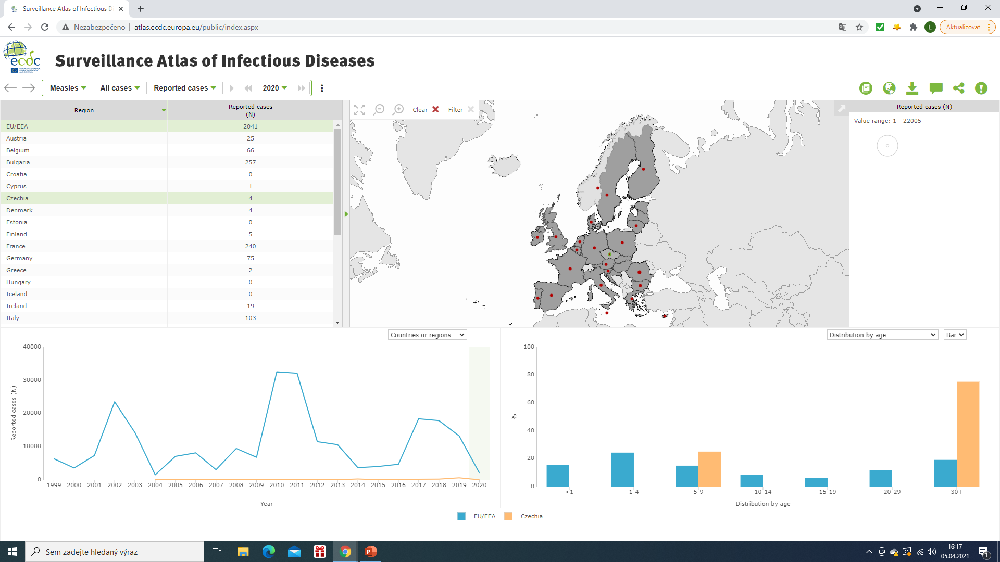 Surveillance Atlas of Infectious D
Nezabezpečeno atlas.ecdc.europa.eu/public/index.aspx L Aktualizovat
ecdc
Surveillance Atlas of Infectious Diseases
Measles All cases Reported cases 2020
Region Reported cases (N)
EU/EEA 2041
Austria 25
Belgium 66
Bulgaria 257
Croatia 0
Cyprus 1
Czechia 4
Denmark 4
Estonia 0
Finland 5
France 240
Germany 75
Greece 2
Hungary 0
Iceland 0
Ireland 19
Italy 103
Clear Filter
Reported cases (N)
Value range: 1 - 22005
Countries or regions
40000
30000
20000
10000
0
Reported cases (N)
1999 2000 2001 2002 2003 2004 2005 2006 2007 2008 2009 2010 2011 2012 2013 2014 2015 2016 2017 2018 2019 2020
Year
Distribution by age Bar
100
80
60
40
20
0
%
<1 1-4 5-9 10-14 15-19 20-29 30+
Distribution by age
EU/EEA Czechia
Sem zadejte hledaný výraz
16:17
05.04.2021
1